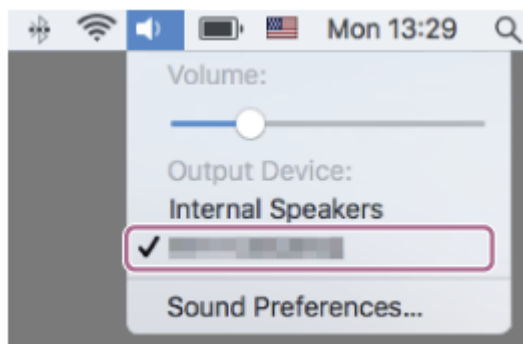 Mon 13:29
Volume:
Output Device:
Internal Speakers
Sound Preferences...